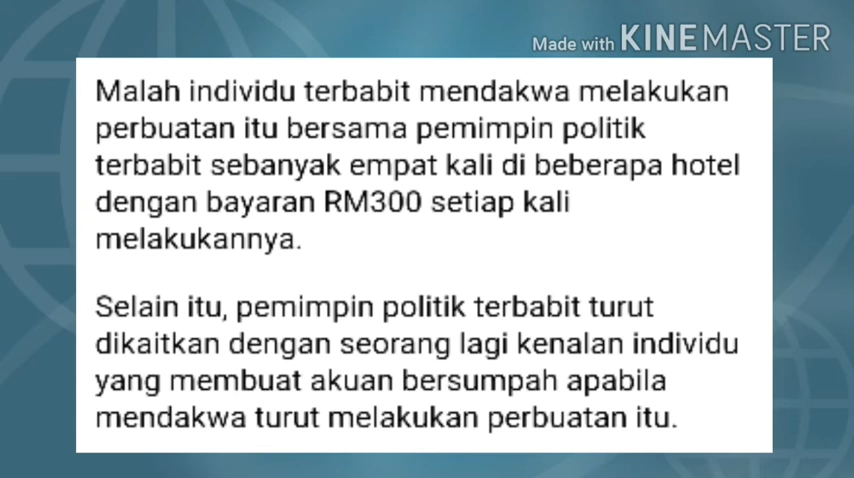 Made with KINEMASTER
Malah individu terbabit mendakwa melakukan
perbuatan itu bersama pemimpin politik
terbabit sebanyak empat kali di beberapa hotel
dengan bayaran RM300 setiap kali
melakukannya.
Selain itu, pemimpin politik terbabit turut
dikaitkan dengan seorang lagi kenalan individu
yang membuat akuan bersumpah apabila
mendakwa turut melakukan perbuatan itu.